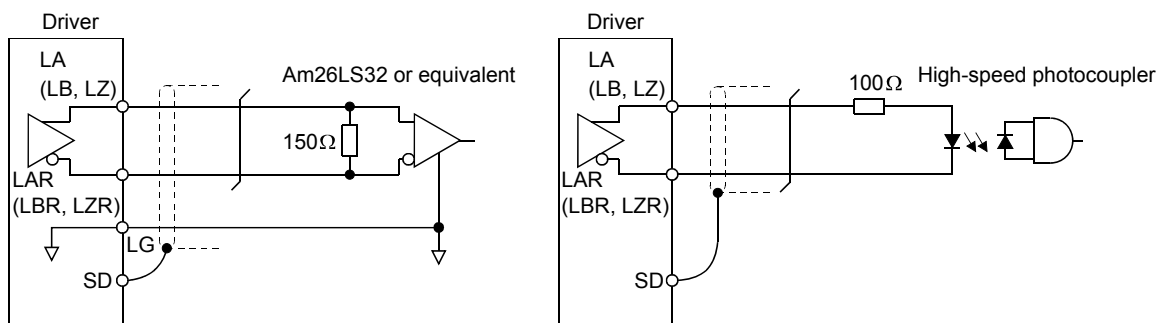 Driver
LA
(LB, LZ)
Am26LS32 or equivalent
150Ω
LAR
(LBR, LZR)
LG
SD
Driver
LA
(LB, LZ)
100Ω
High-speed photocoupler
LAR
(LBR, LZR)
SD